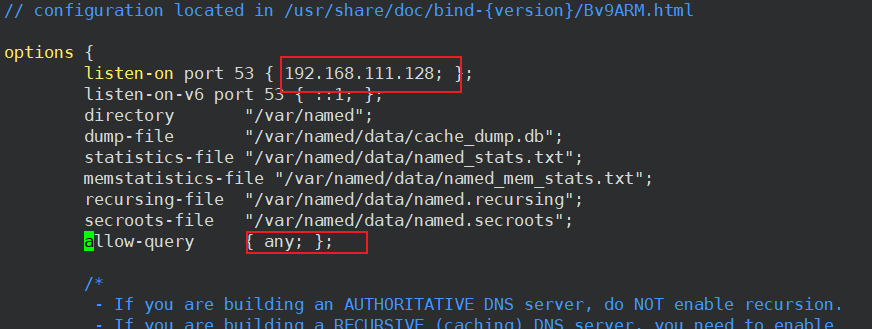 // configuration located in /usr/share/doc/bind-{version}/Bv9ARM.html
options {
listen-on port 53 { 192.168.111.128; };
listen-on-v6 port 53 { ::1; };
directory "/var/named";
dump-file "/var/named/data/cache_dump.db";
statistics-file "/var/named/data/named_stats.txt";
memstatistics-file "/var/named/data/named_mem_stats.txt";
recursing-file "/var/named/data/named.recursing";
secroots-file "/var/named/data/named.secroots";
allow-query { any; };
/*
- If you are building an AUTHORITATIVE DNS server, do NOT enable recursion.
- If you are building a RECURSIVE (caching) DNS server, you need to enable